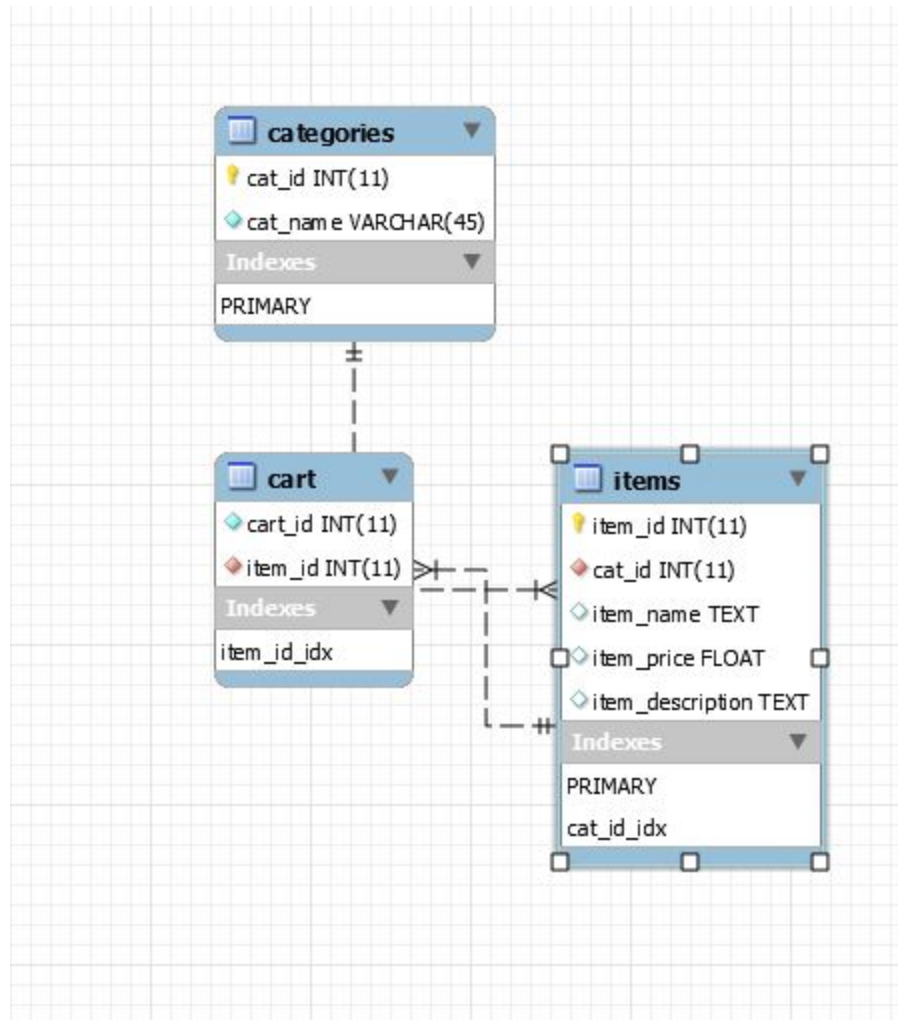 categories
cat_id INT(11)
cat_name VARCHAR(45)
Indexes
PRIMARY
cart
cart_id INT(11)
item_id INT(11)
Indexes
item_id_idx
items
item_id INT(11)
cat_id INT(11)
item_name TEXT
item_price FLOAT
item_description TEXT
Indexes
PRIMARY
cat_id_idx